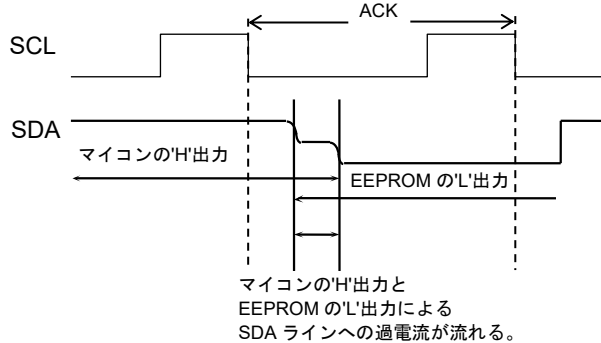 ACK
SCL
SDA
マイコンの'H'出力
EEPROM の'L'出力
マイコンの'H'出力と
EEPROM の'L'出力による
SDA ラインへの過電流が流れる。